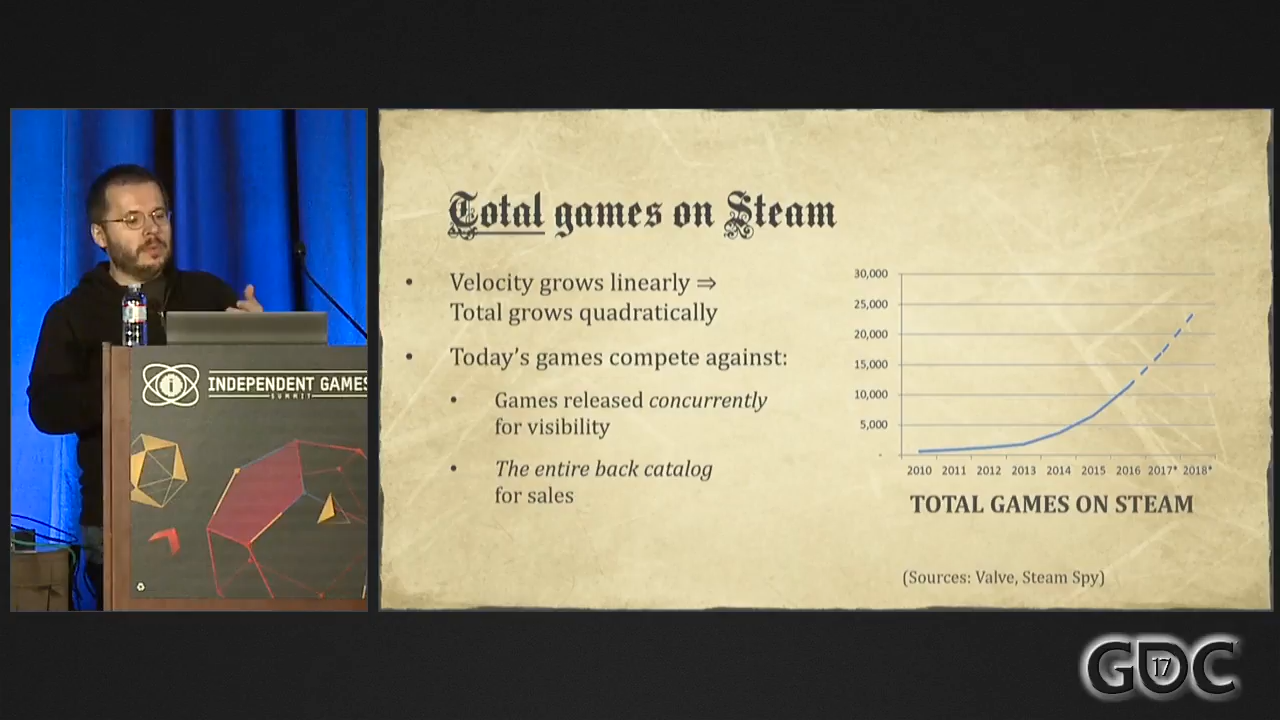 INDEPENDENT GAMES
SUMMIT
Total games on Steam
• Velocity grows linearly ⇒
Total grows quadratically
• Today's games compete against:
• Games released concurrently
for visibility
• The entire back catalog
for sales
30,000
25,000
20,000
15,000
10,000
5,000
-
2010 2011 2012 2013 2014 2015 2016 2017* 2018*
TOTAL GAMES ON STEAM
(Sources: Valve, Steam Spy)
GDC
17